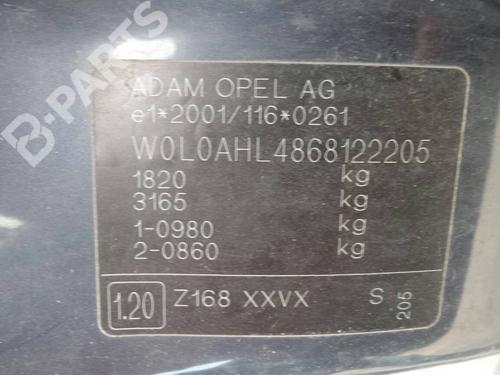 B-PARTS
ADAM OPEL AG
e1*2001/116*0261
W0L0AHL4868122205
1820 kg
3165 kg
1-0980 kg
2-0860 kg
1.20 Z168 XXVX S 205